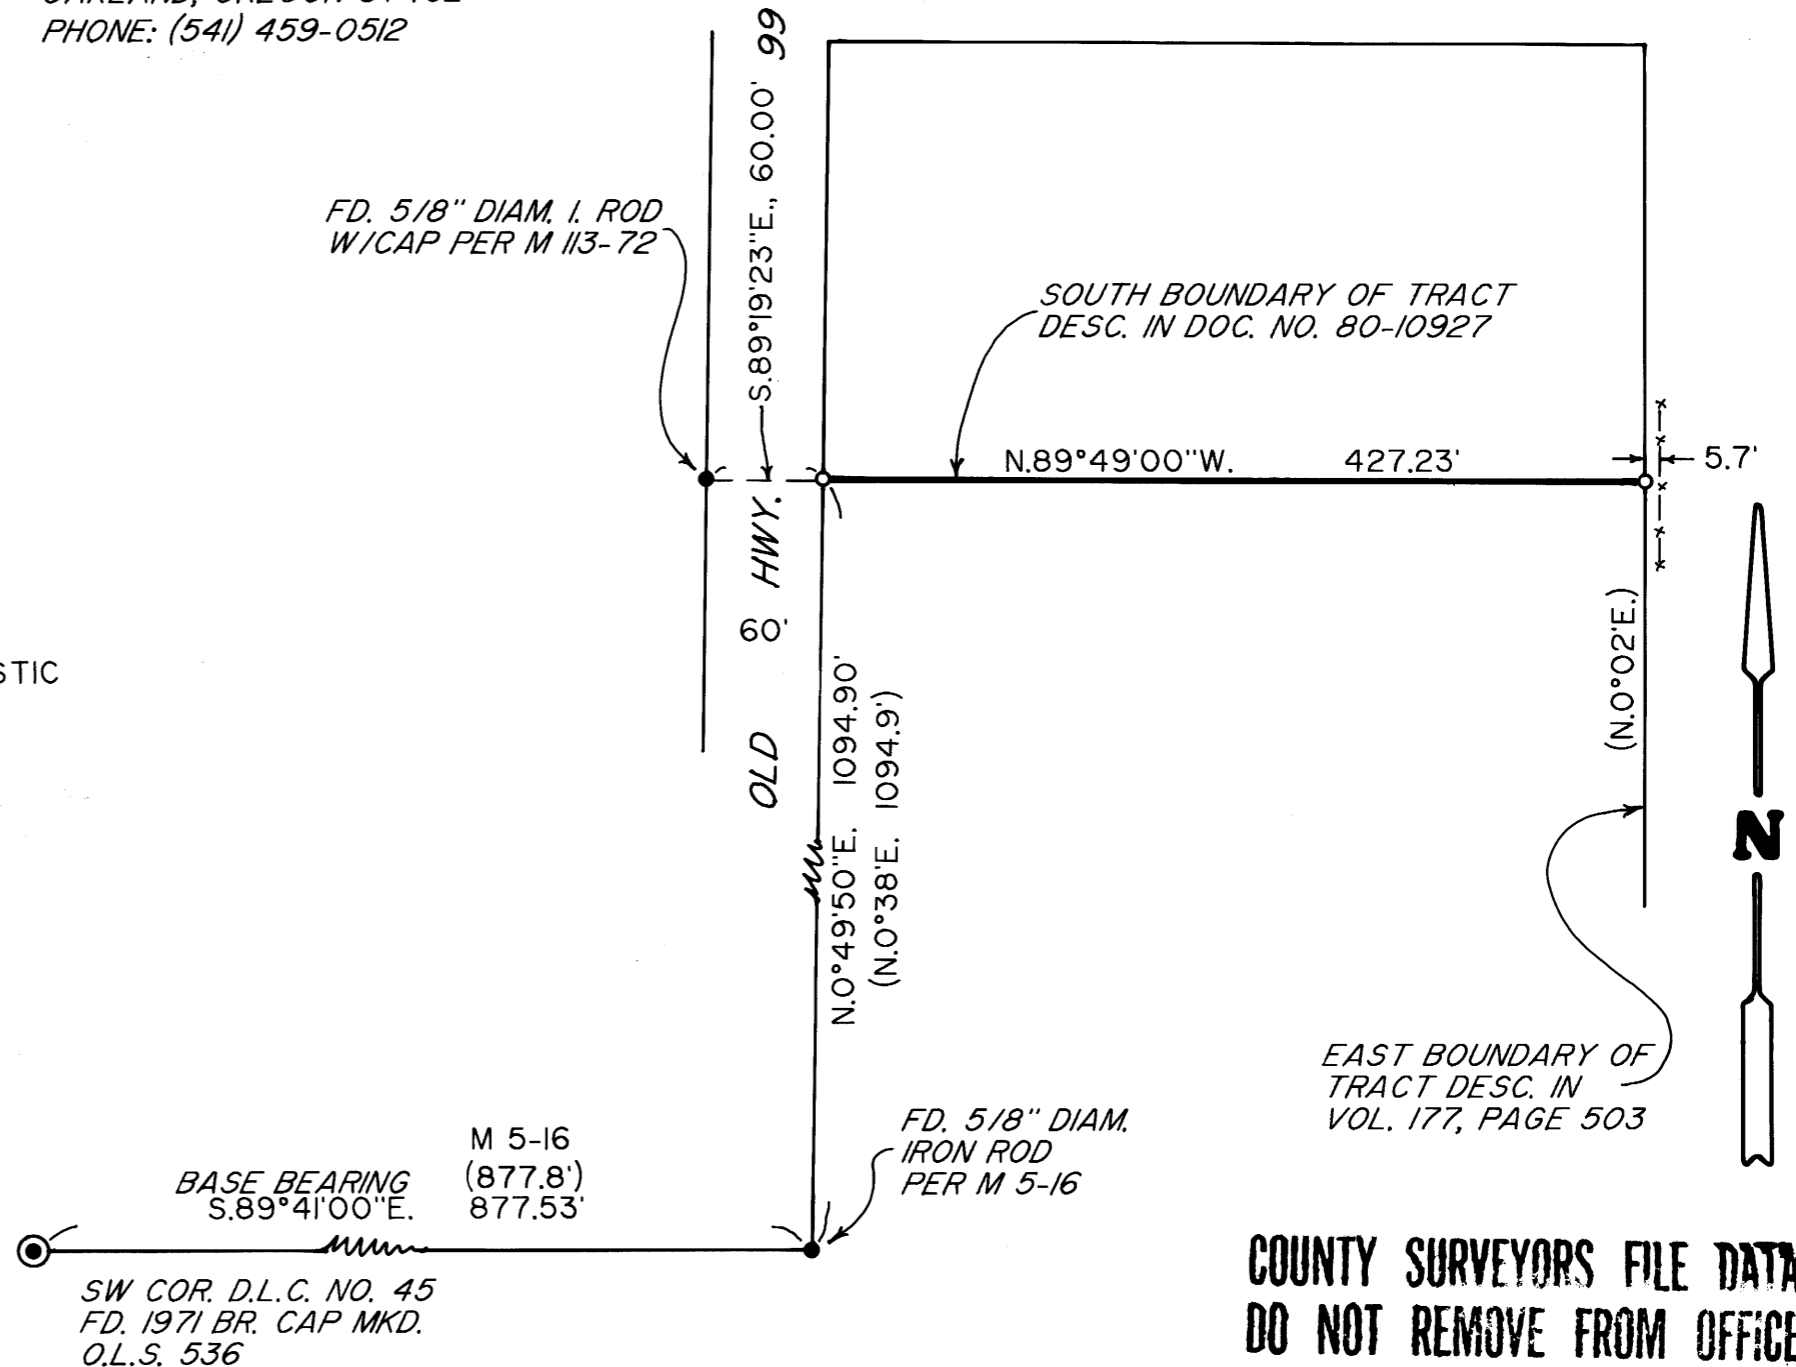 PHONE: (541) 459-0512
99
S.89°19'23"E., 60.00'
FD. 5/8" DIAM. I. ROD
W/CAP PER M 113-72
SOUTH BOUNDARY OF TRACT
DESC. IN DOC. NO. 80-10927
N.89°49'00"W. 427.23'
5.7'
HWY.
60'
OLD
STIC
N.0°49'50"E. 1094.90'
(N.0°38'E. 1094.9')
(N.0°02'E.)
N
EAST BOUNDARY OF
TRACT DESC. IN
VOL. 177, PAGE 503
FD. 5/8" DIAM.
IRON ROD
PER M 5-16
M 5-16
BASE BEARING (877.8')
S.89°41'00"E. 877.53'
SW COR. D.L.C. NO. 45
FD. 1971 BR. CAP MKD.
O.L.S. 536
COUNTY SURVEYORS FILE DATA
DO NOT REMOVE FROM OFFICE